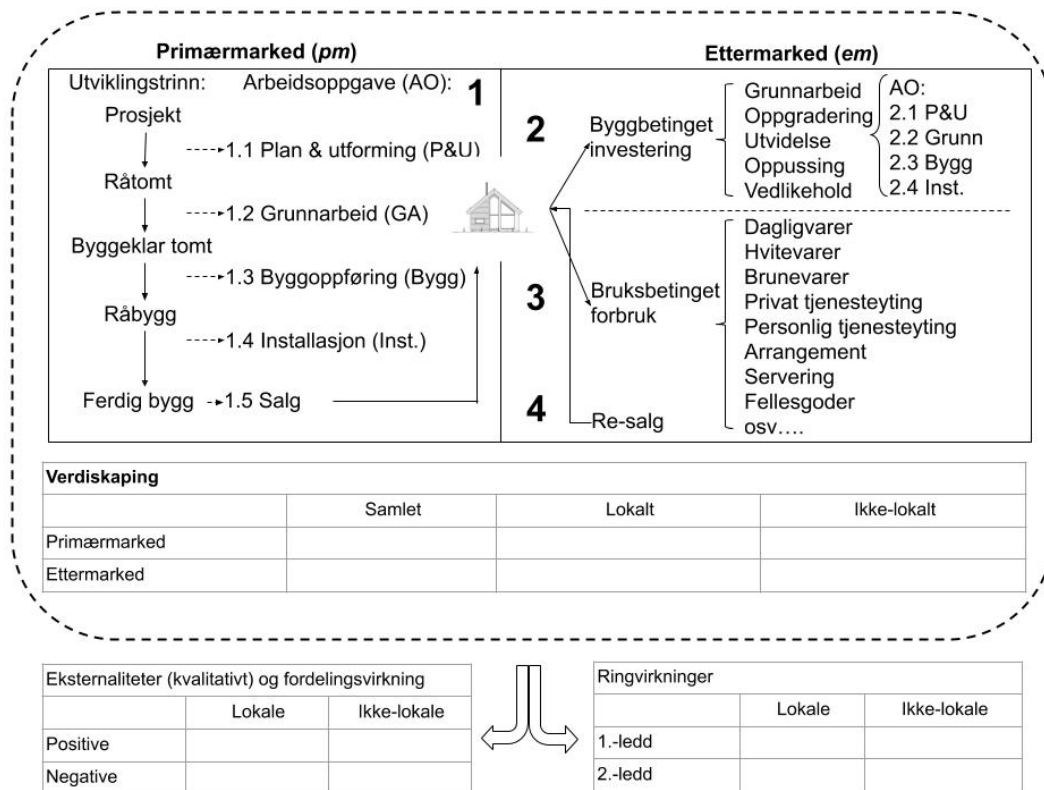 Primærmarked (pm)
Ettermarked (em)
Utviklingstrinn:
Arbeidsoppgave (AO):
1
Prosjekt
1.1 Plan & utforming (P&U)
Råtomt
1.2 Grunnarbeid (GA)
Byggeklar tomt
1.3 Byggoppføring (Bygg)
Råbygg
1.4 Installasjon (Inst.)
Ferdig bygg
1.5 Salg
2
Byggbetinget
investering
Grunnarbeid
Oppgradering
Utvidelse
Oppussing
Vedlikehold
AO:
2.1 P&U
2.2 Grunn
2.3 Bygg
2.4 Inst.
3
Bruksbetinget
forbruk
Dagligvarer
Hvitevarer
Brunevarer
Privat tjenesteyting
Personlig tjenesteyting
Arrangement
Servering
Fellesgoder
osv….
4
Re-salg
Verdiskaping
Samlet Lokalt Ikke-lokalt
Primærmarked
Ettermarked
Eksternaliteter (kvalitativt) og fordelingsvirkning
Lokale Ikke-lokale
Positive
Negative
Ringvirkninger
Lokale Ikke-lokale
1.-ledd
2.-ledd